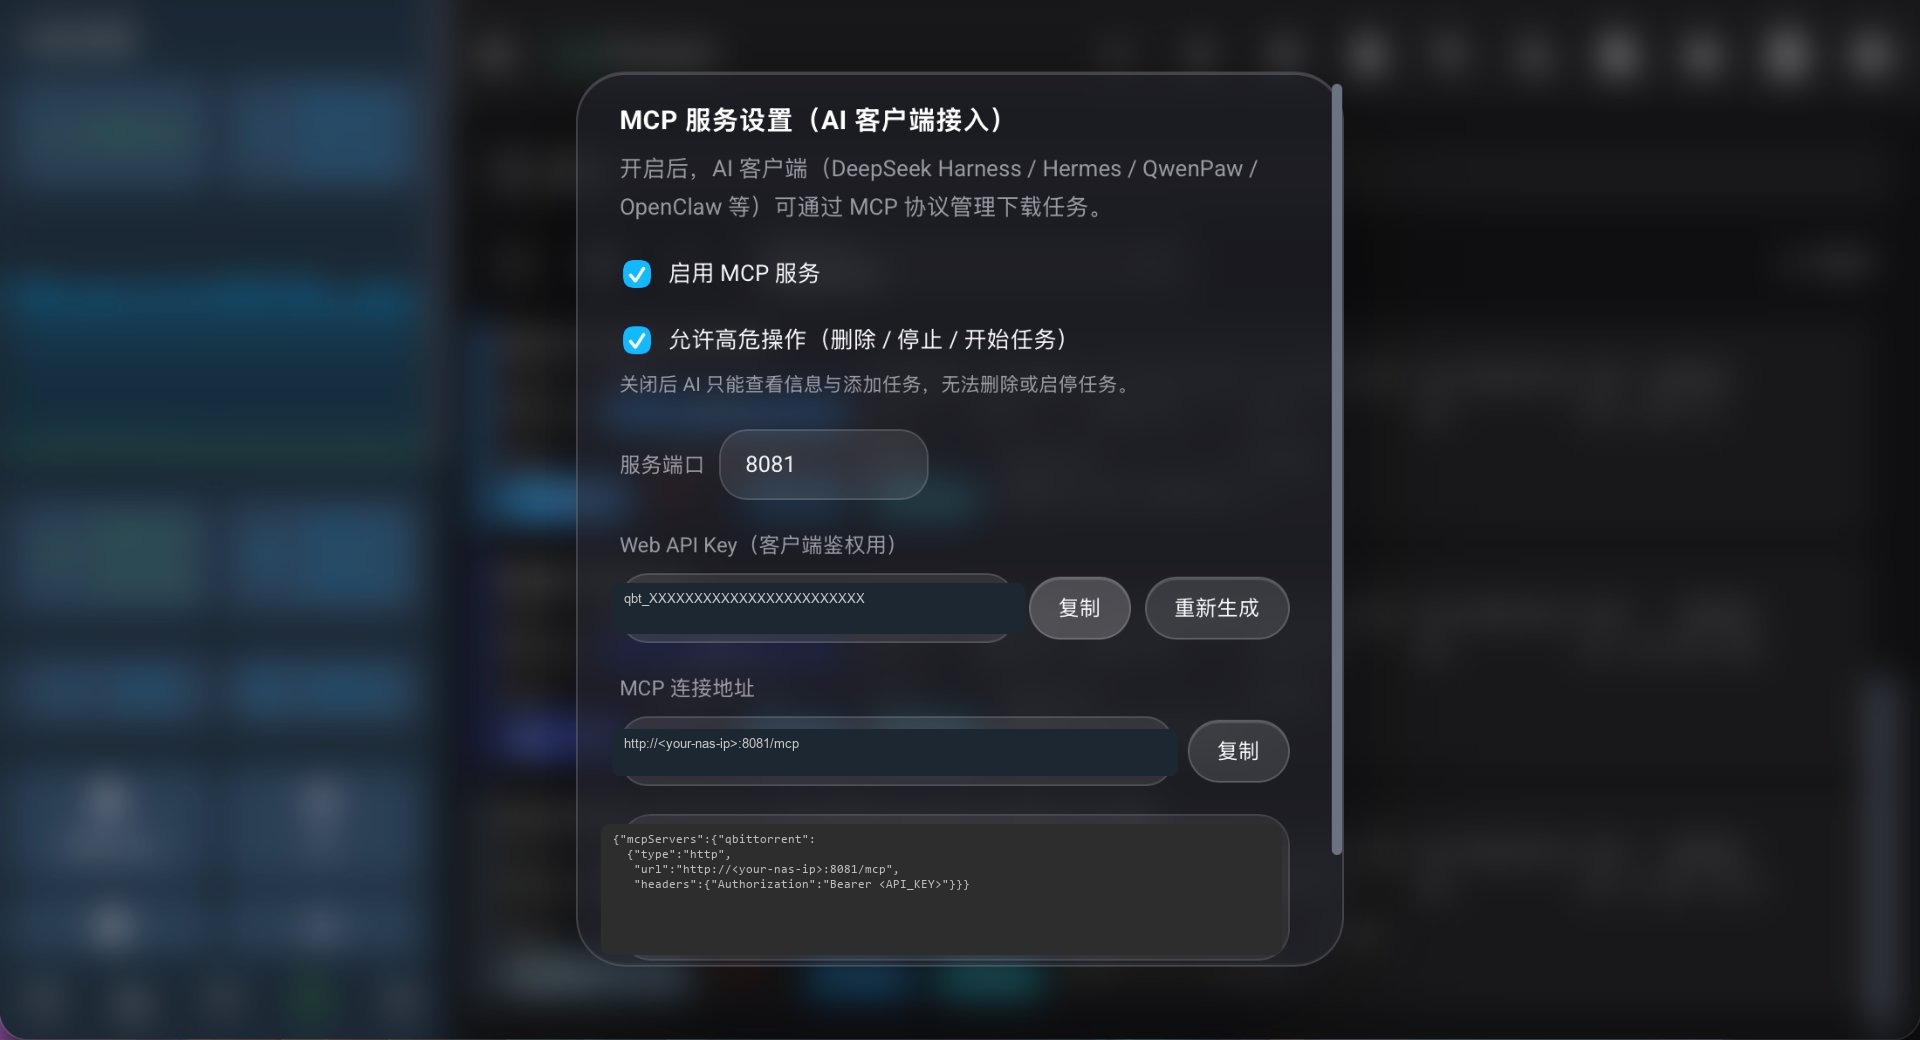 MCP 服务设置（AI 客户端接入）
开启后，AI 客户端（DeepSeek Harness / Hermes / QwenPaw /
OpenClaw 等）可通过 MCP 协议管理下载任务。
启用 MCP 服务
允许高危操作（删除 / 停止 / 开始任务）
关闭后 AI 只能查看信息与添加任务，无法删除或启停任务。
服务端口 8081
Web API Key（客户端鉴权用）
qbt_XXXXXXXXXXXXXXXXXXXXXXXX 复制 重新生成
MCP 连接地址
http://<your-nas-ip>:8081/mcp 复制
{"mcpServers":{"qbittorrent":
{"type":"http",
"url":"http://<your-nas-ip>:8081/mcp",
"headers":{"Authorization":"Bearer <API_KEY>"}}}